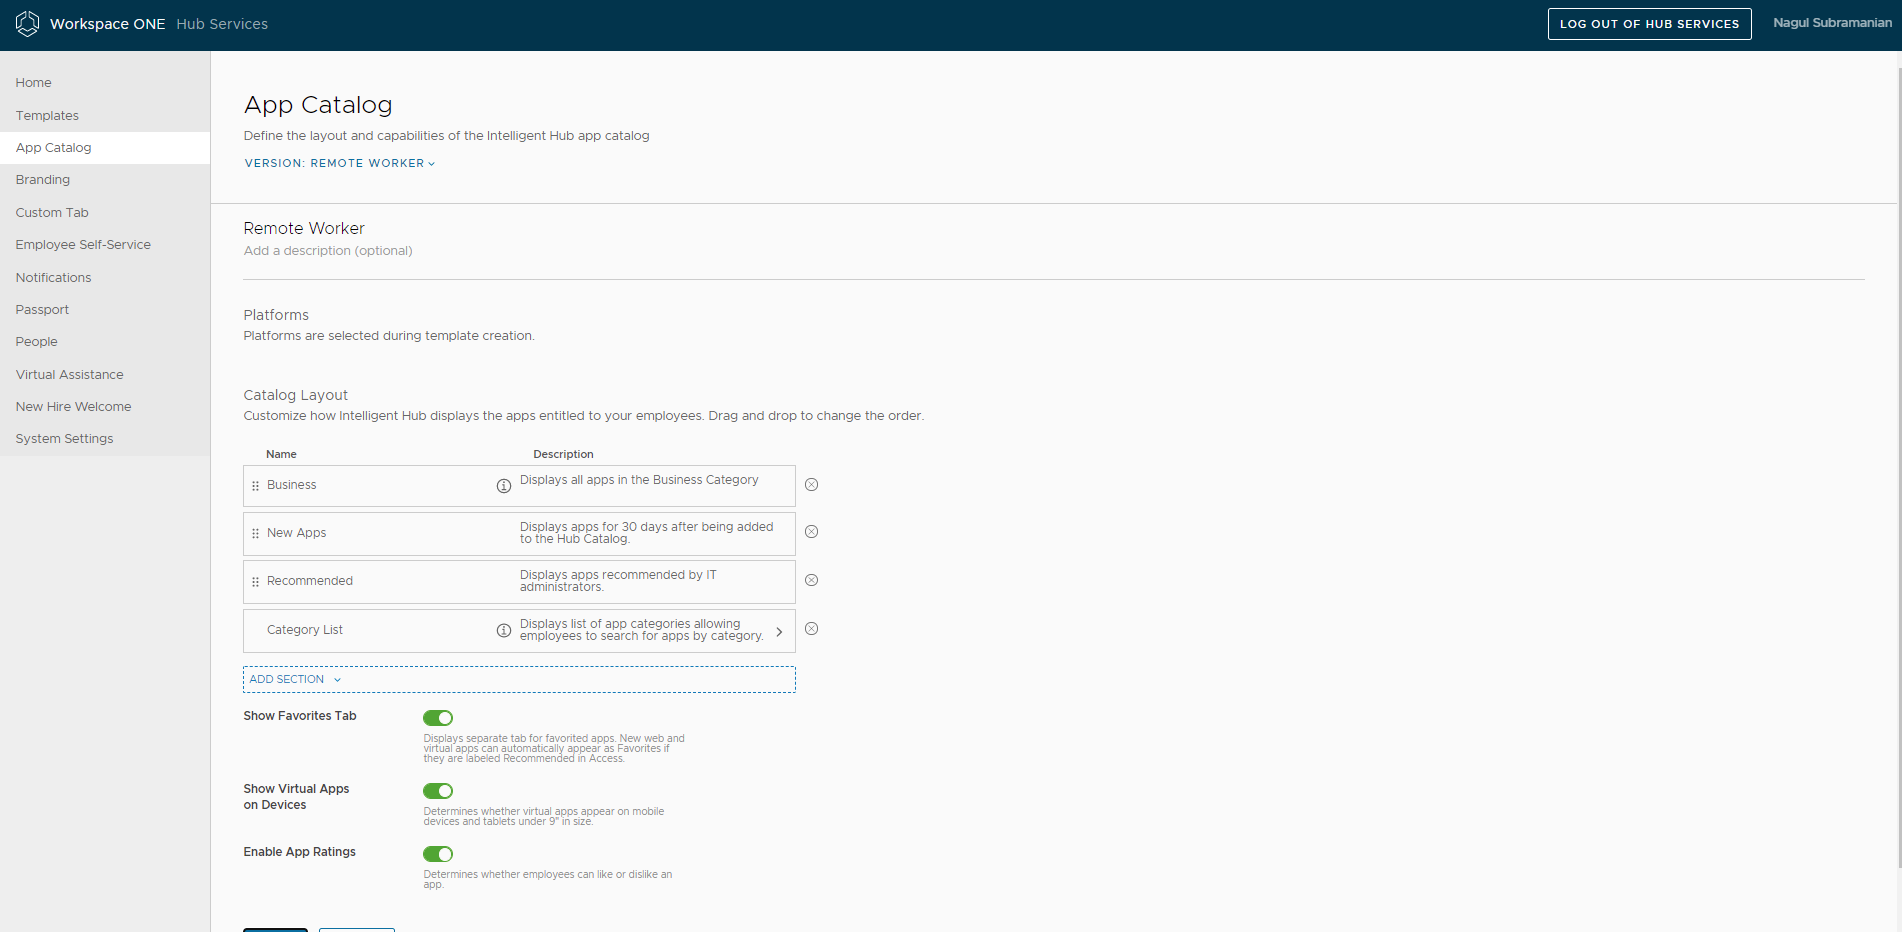 Workspace ONE Hub Services
LOG OUT OF HUB SERVICES
Nagul Subramanian
Home
Templates
App Catalog
Branding
Custom Tab
Employee Self-Service
Notifications
Passport
People
Virtual Assistance
New Hire Welcome
System Settings
App Catalog
Define the layout and capabilities of the Intelligent Hub app catalog
VERSION: REMOTE WORKER
Remote Worker
Add a description (optional)
Platforms
Platforms are selected during template creation.
Catalog Layout
Customize how Intelligent Hub displays the apps entitled to your employees. Drag and drop to change the order.
Name Description
Business
Displays all apps in the Business Category
New Apps
Displays apps for 30 days after being added
to the Hub Catalog.
Recommended
Displays apps recommended by IT
administrators.
Category List
Displays list of app categories allowing
employees to search for apps by category.
ADD SECTION
Show Favorites Tab
Displays separate tab for favorited apps. New web and
virtual apps can automatically appear as Favorites if
they are labeled Recommended in Access.
Show Virtual Apps
on Devices
Determines whether virtual apps appear on mobile
devices and tablets under 9" in size.
Enable App Ratings
Determines whether employees can like or dislike an
app.